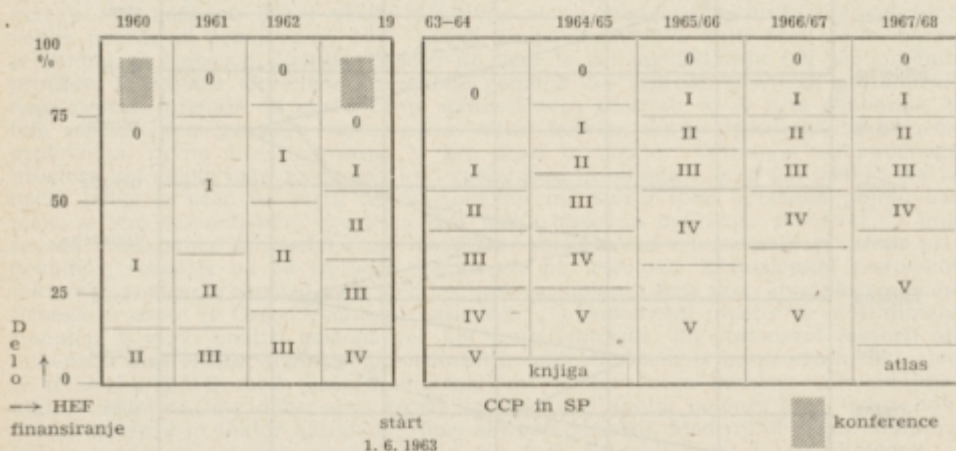 1960 1961 1962 19 63—64 1964/65 1965/66 1966/67 1967/68
100
%
0 0 0 0 0 0
0 I I I
75
0 0 I II II II
I I I II III III III
50
II II III IV IV IV
I II III IV
25
II III V
IV V V V
II III III IV V
Delo ↑ 0
knjiga atlas
→ HEF
finansiranje
CCP in SP
start
1. 6. 1963
konference